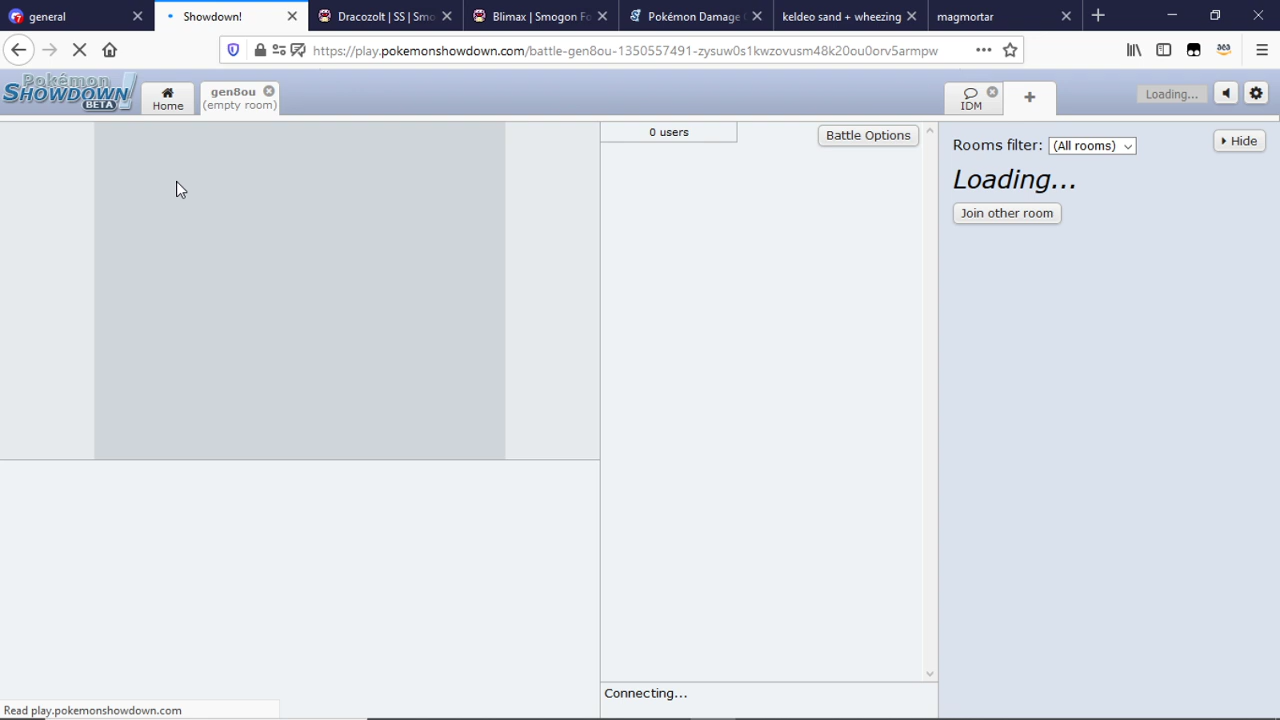 general
Showdown!
Dracozolt | SS | Smo
Blimax | Smogon Fo
Pokémon Damage
keldeo sand + wheezing
magmortar
https://play.pokemonshowdown.com/battle-gen8ou-1350557491-zysuw0s1kwzovusm48k20ou0orv5armpw
Pokémon
SHOWDOWN!
BETA
Home
gen8ou
(empty room)
IDM
Loading...
0 users
Battle Options
Rooms filter: (All rooms)
Hide
Loading...
Join other room
Connecting...
Read play.pokemonshowdown.com